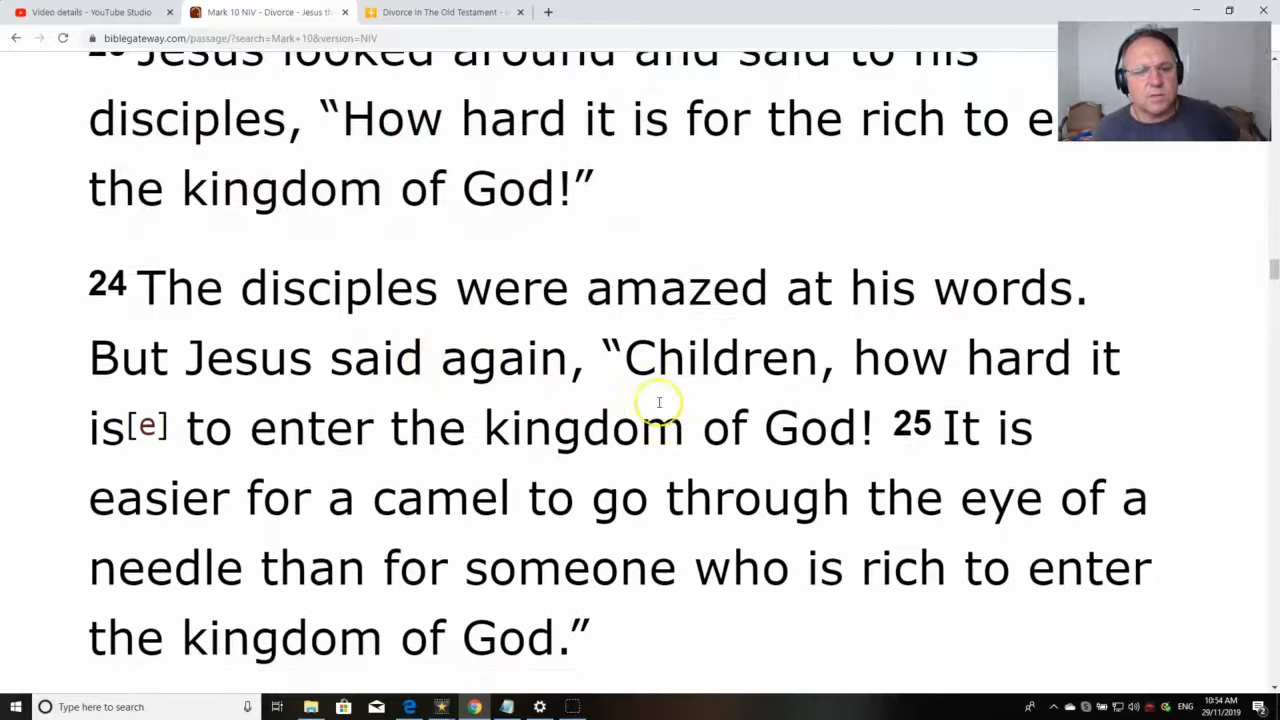 Video details - YouTube Studio
Mark 10 NIV - Divorce - Jesus th
Divorce In The Old Testament -
biblegateway.com/passage/?search=Mark+10&version=NIV
Jesus looked around and said to his
disciples, “How hard it is for the rich to e
the kingdom of God!”
24 The disciples were amazed at his words.
But Jesus said again, “Children, how hard it
is[e] to enter the kingdom of God! 25 It is
easier for a camel to go through the eye of a
needle than for someone who is rich to enter
the kingdom of God.”
Type here to search
10:54 AM
29/11/2019